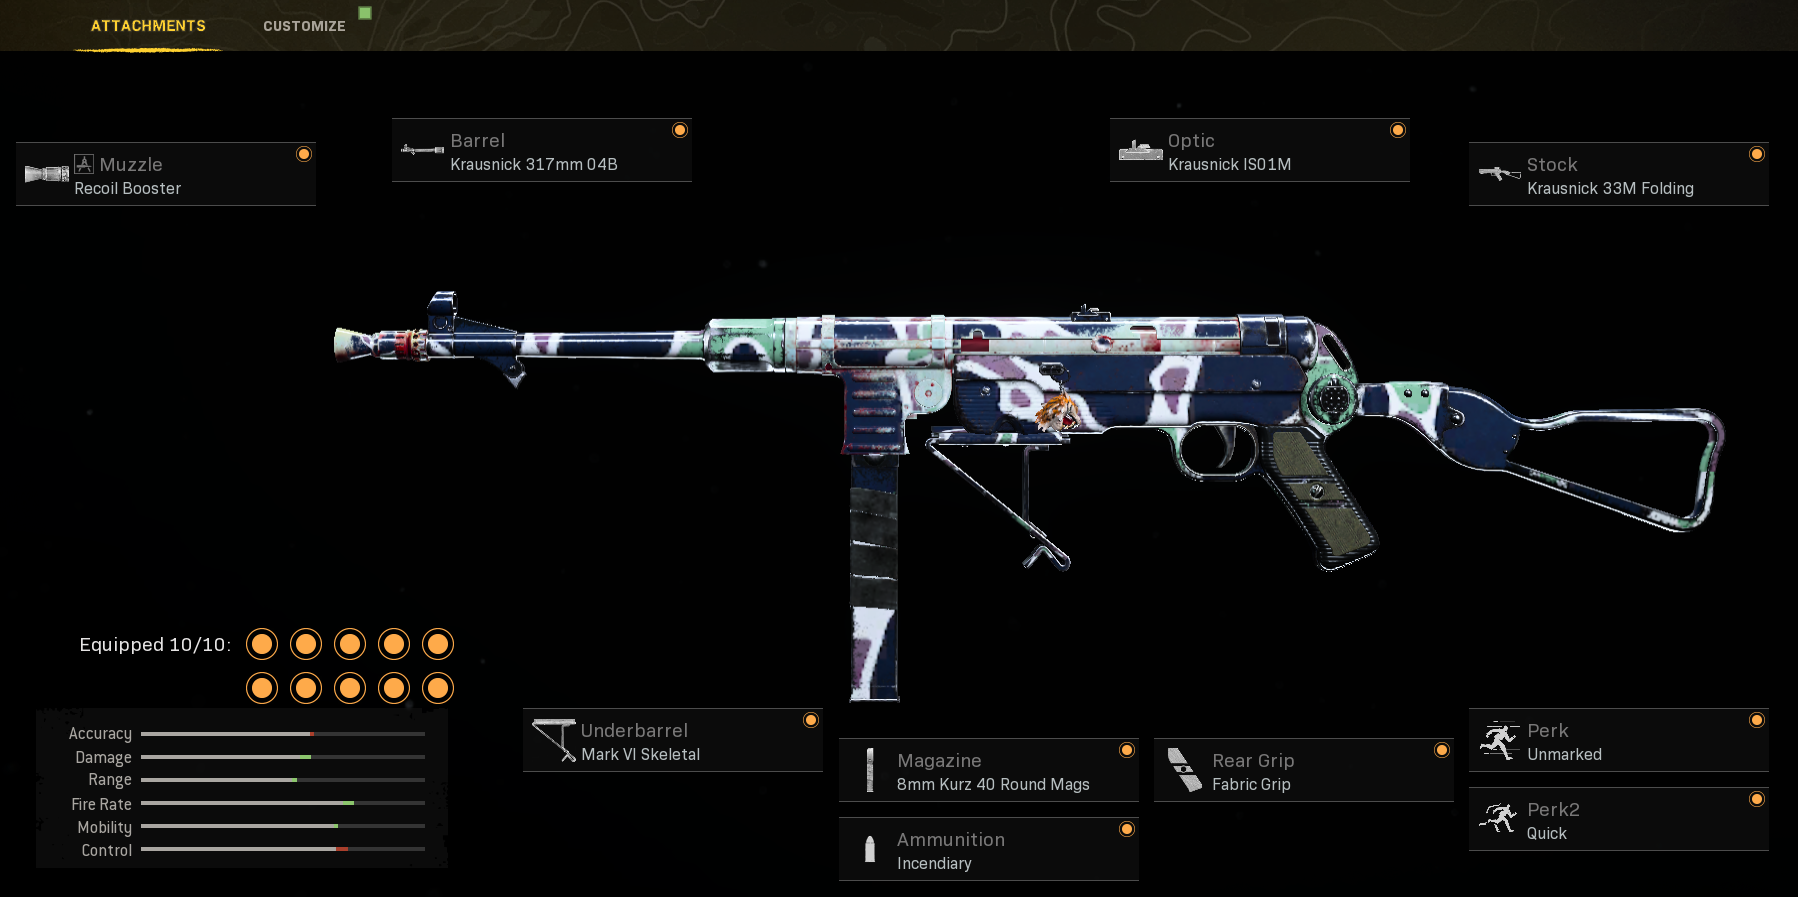 ATTACHMENTS
CUSTOMIZE
Muzzle
Recoil Booster
Barrel
Krausnick 317mm 04B
Optic
Krausnick IS01M
Stock
Krausnick 33M Folding
Equipped 10/10:
Accuracy
Damage
Range
Fire Rate
Mobility
Control
Underbarrel
Mark VI Skeletal
Magazine
8mm Kurz 40 Round Mags
Ammunition
Incendiary
Rear Grip
Fabric Grip
Perk
Unmarked
Perk2
Quick